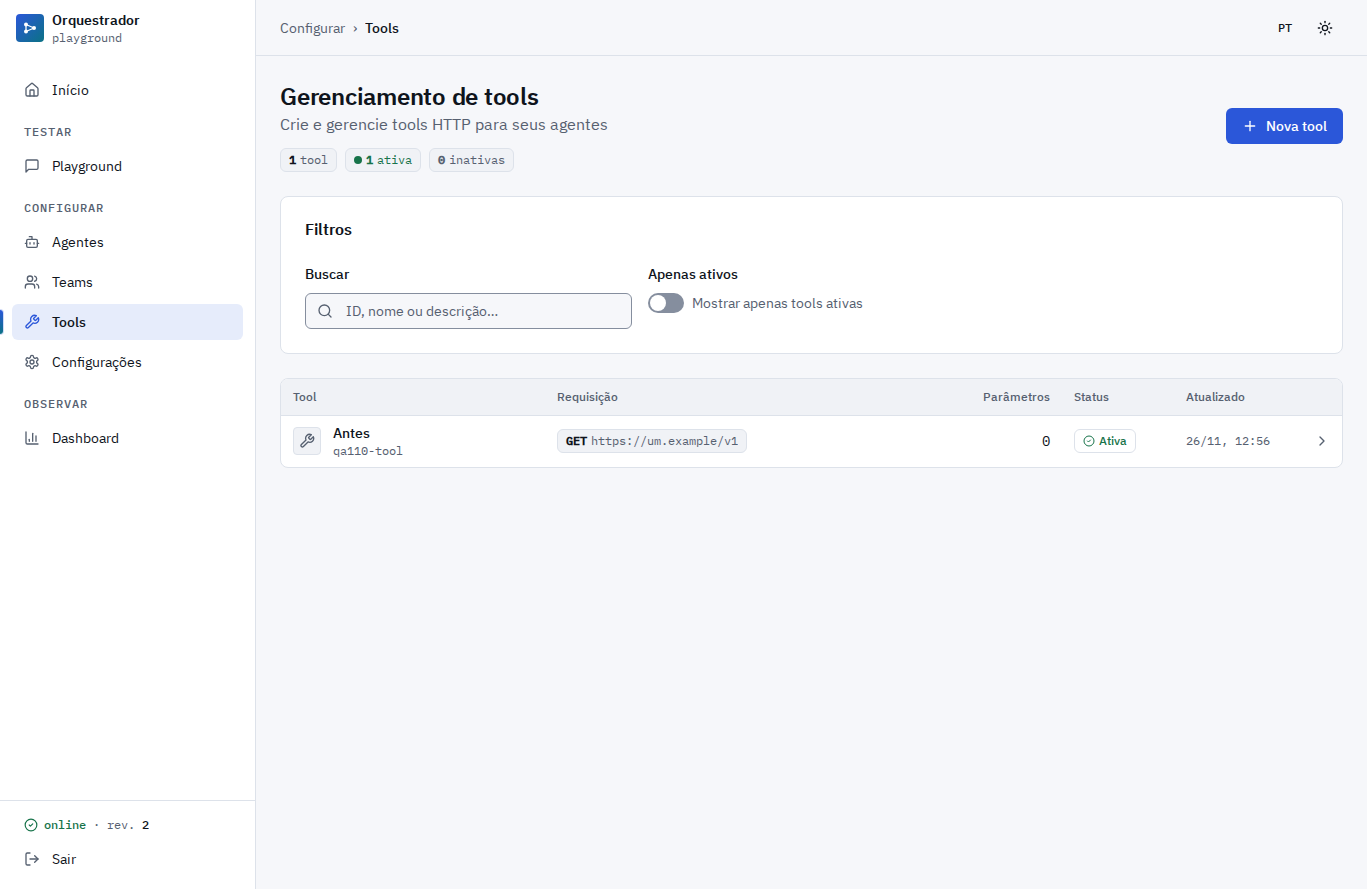 Orquestrador
playground
Início
TESTAR
Playground
CONFIGURAR
Agentes
Teams
Tools
Configurações
OBSERVAR
Dashboard
online · rev. 2
Sair
Configurar › Tools
PT
Gerenciamento de tools
Crie e gerencie tools HTTP para seus agentes
1 tool
1 ativa
0 inativas
Nova tool
Filtros
Buscar
ID, nome ou descrição...
Apenas ativos
Mostrar apenas tools ativas
Tool Requisição Parâmetros Status Atualizado
Antes
qa110-tool
GET https://um.example/v1
0
Ativa
26/11, 12:56